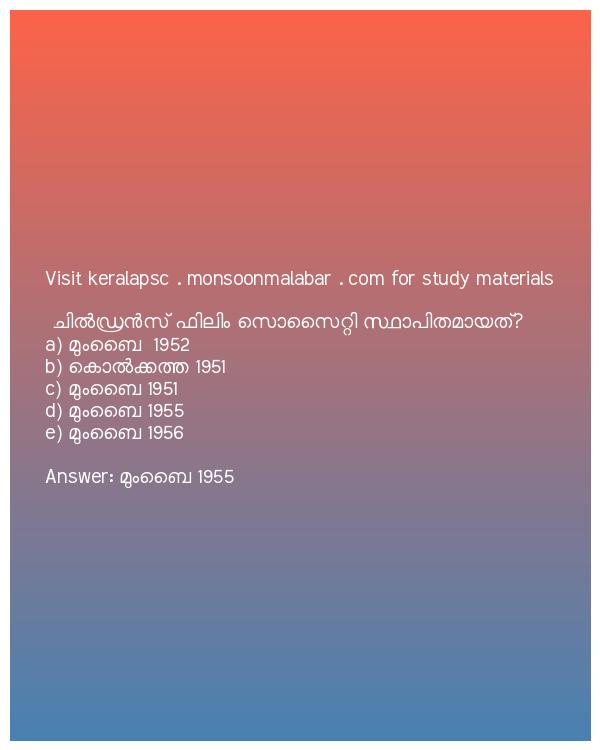 Visit keralapsc . monsoonmalabar . com for study materials
ചിൽഡ്രൻസ് ഫിലിം സൊസൈറ്റി സ്ഥാപിതമായത്?
a) മുംബൈ 1952
b) കൊൽക്കത്ത 1951
c) മുംബൈ 1951
d) മുംബൈ 1955
e) മുംബൈ 1956
Answer: മുംബൈ 1955